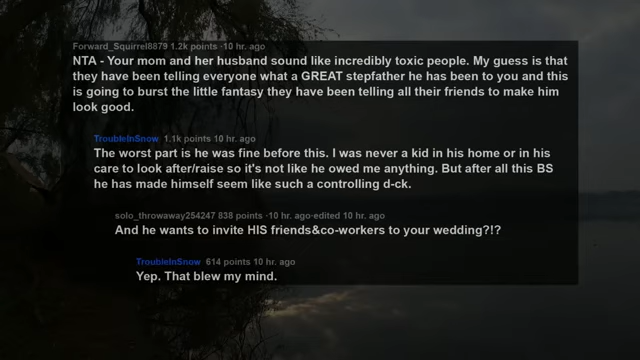 Forward_Squirrel8879 1.2k points ·10 hr. ago
NTA - Your mom and her husband sound like incredibly toxic people. My guess is that
they have been telling everyone what a GREAT stepfather he has been to you and this
is going to burst the little fantasy they have been telling all their friends to make him
look good.
TroubleInSnow 1.1k points 10 hr. ago
The worst part is he was fine before this. I was never a kid in his home or in his
care to look after/raise so it's not like he owed me anything. But after all this BS
he has made himself seem like such a controlling d-ck.
solo_throwaway254247 838 points ·10 hr. ago·edited 10 hr. ago
And he wants to invite HIS friends&co-workers to your wedding?!?
TroubleInSnow 614 points 10 hr. ago
Yep. That blew my mind.